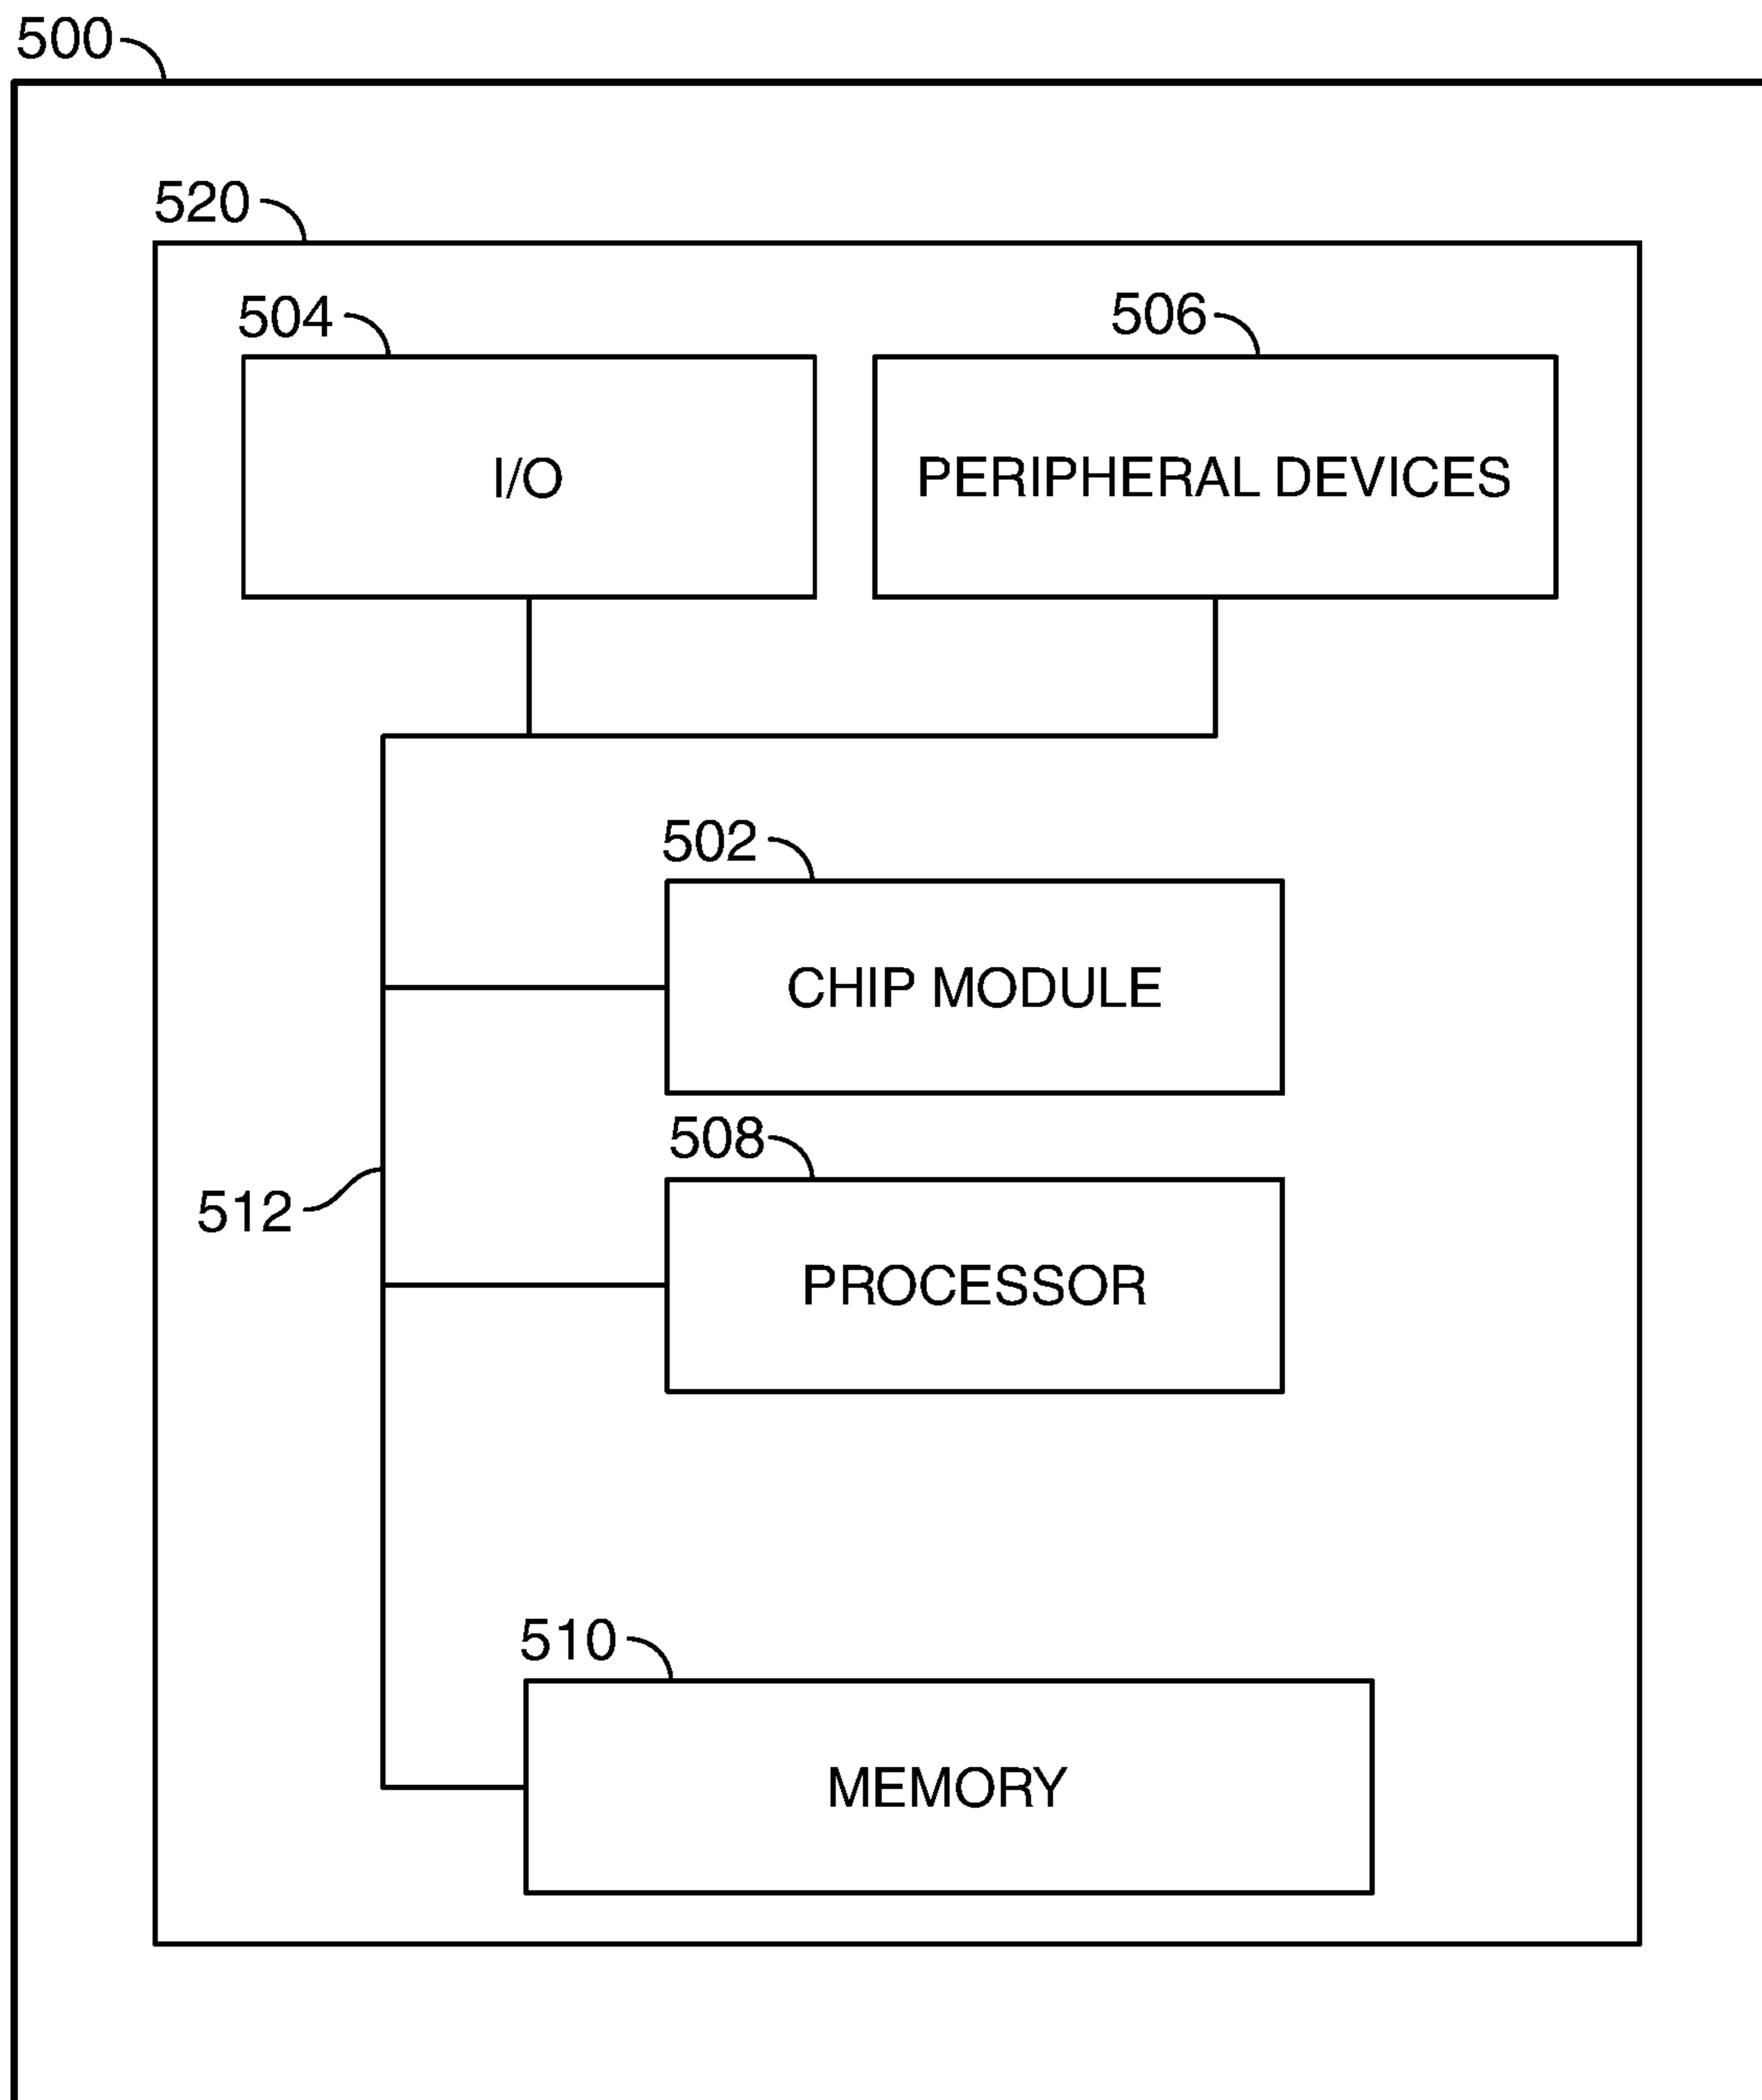 500
520
504
506
I/O
PERIPHERAL DEVICES
502
CHIP MODULE
508
512
PROCESSOR
510
MEMORY